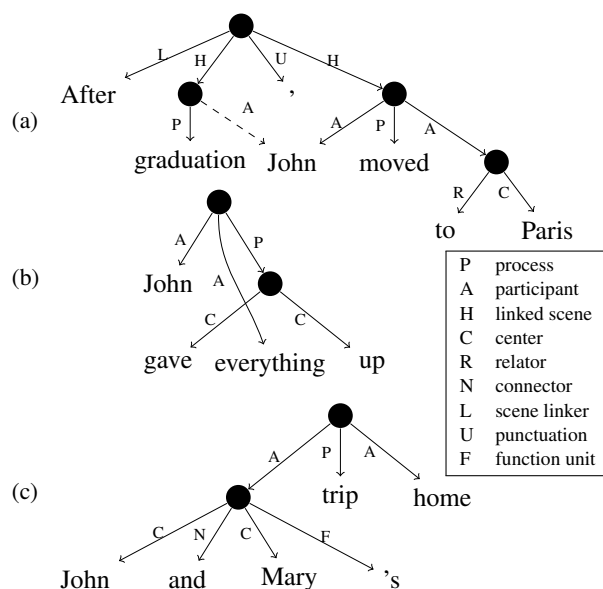 L H U H
After ,
(a) P A A P A
graduation John moved
R C
to Paris
A P
(b) John A
C C
gave everything up
P process
A participant
H linked scene
C center
R relator
N connector
L scene linker
U punctuation
F function unit
A P A
(c) trip home
C N C F
John and Mary 's